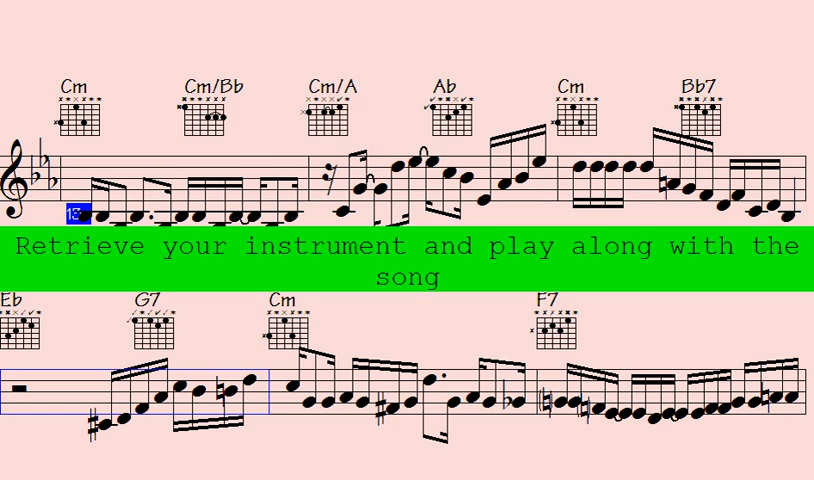 Cm Cm/Bb Cm/A Ab Cm Bb7
Retrieve your instrument and play along with the
song
Eb G7 Cm F7